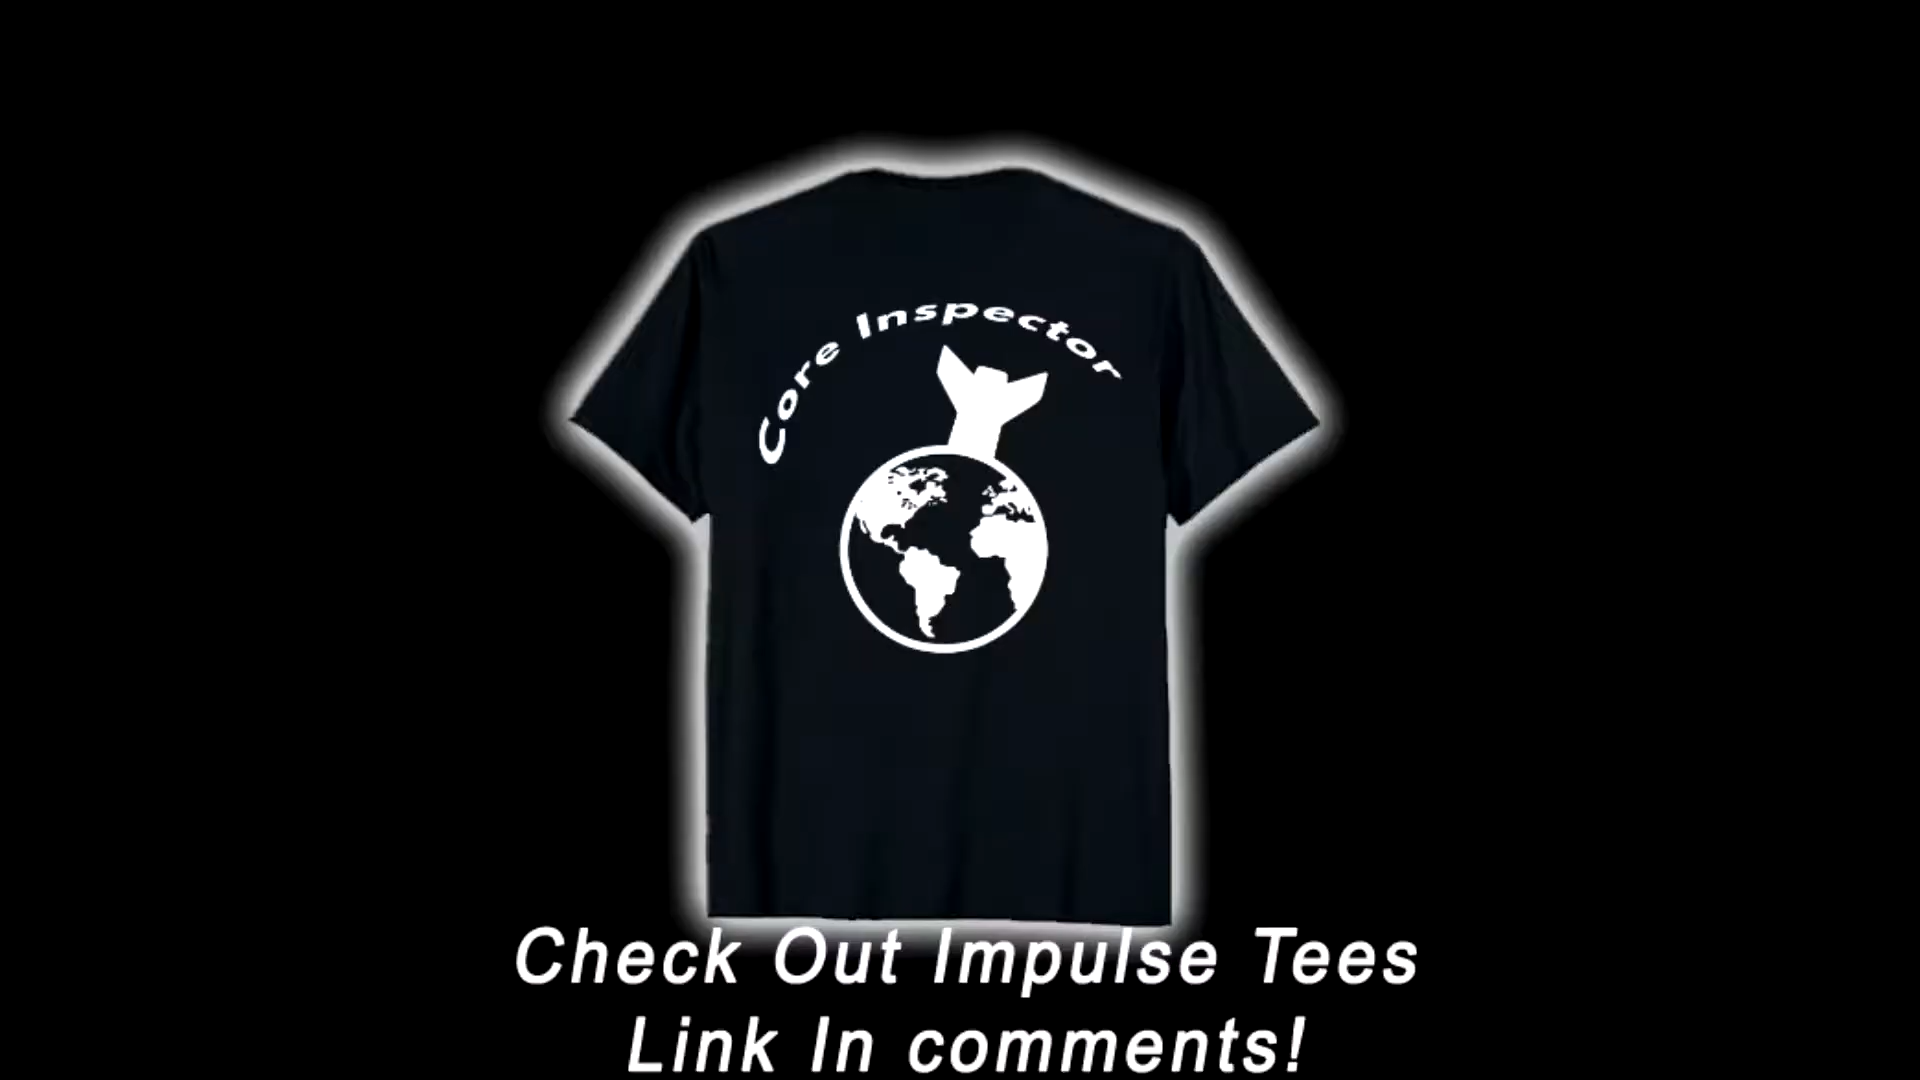 Core Inspector
Check Out Impulse Tees
Link In comments!